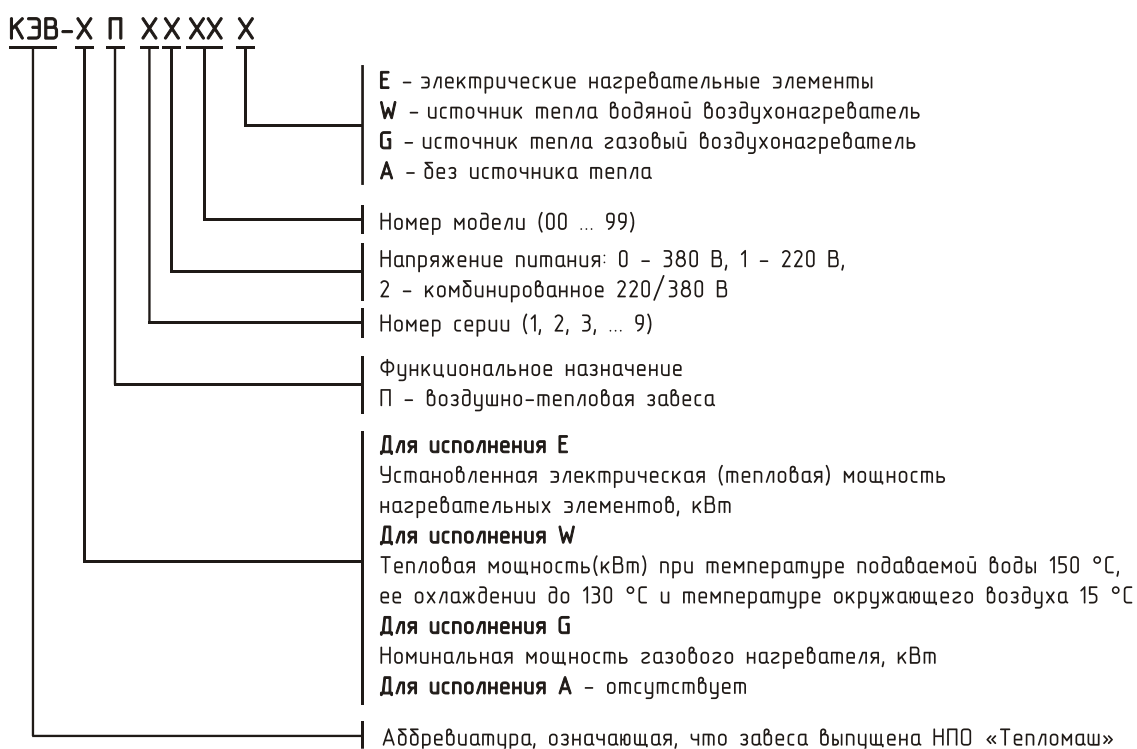 КЭВ-Х П Х Х ХХ Х
Е - электрические нагревательные элементы
W - источник тепла водяной воздухонагреватель
G - источник тепла газовый воздухонагреватель
А - без источника тепла
Номер модели (00 ... 99)
Напряжение питания: 0 - 380 В, 1 - 220 В,
2 - комбинированное 220/380 В
Номер серии (1, 2, 3, ... 9)
Функциональное назначение
П - воздушно-тепловая завеса
Для исполнения Е
Установленная электрическая (тепловая) мощность
нагревательных элементов, кВт
Для исполнения W
Тепловая мощность(кВт) при температуре подаваемой воды 150 °С,
ее охлаждении до 130 °С и температуре окружающего воздуха 15 °С
Для исполнения G
Номинальная мощность газового нагревателя, кВт
Для исполнения А - отсутствует
Аббревиатура, означающая, что завеса выпущена НПО «Тепломаш»